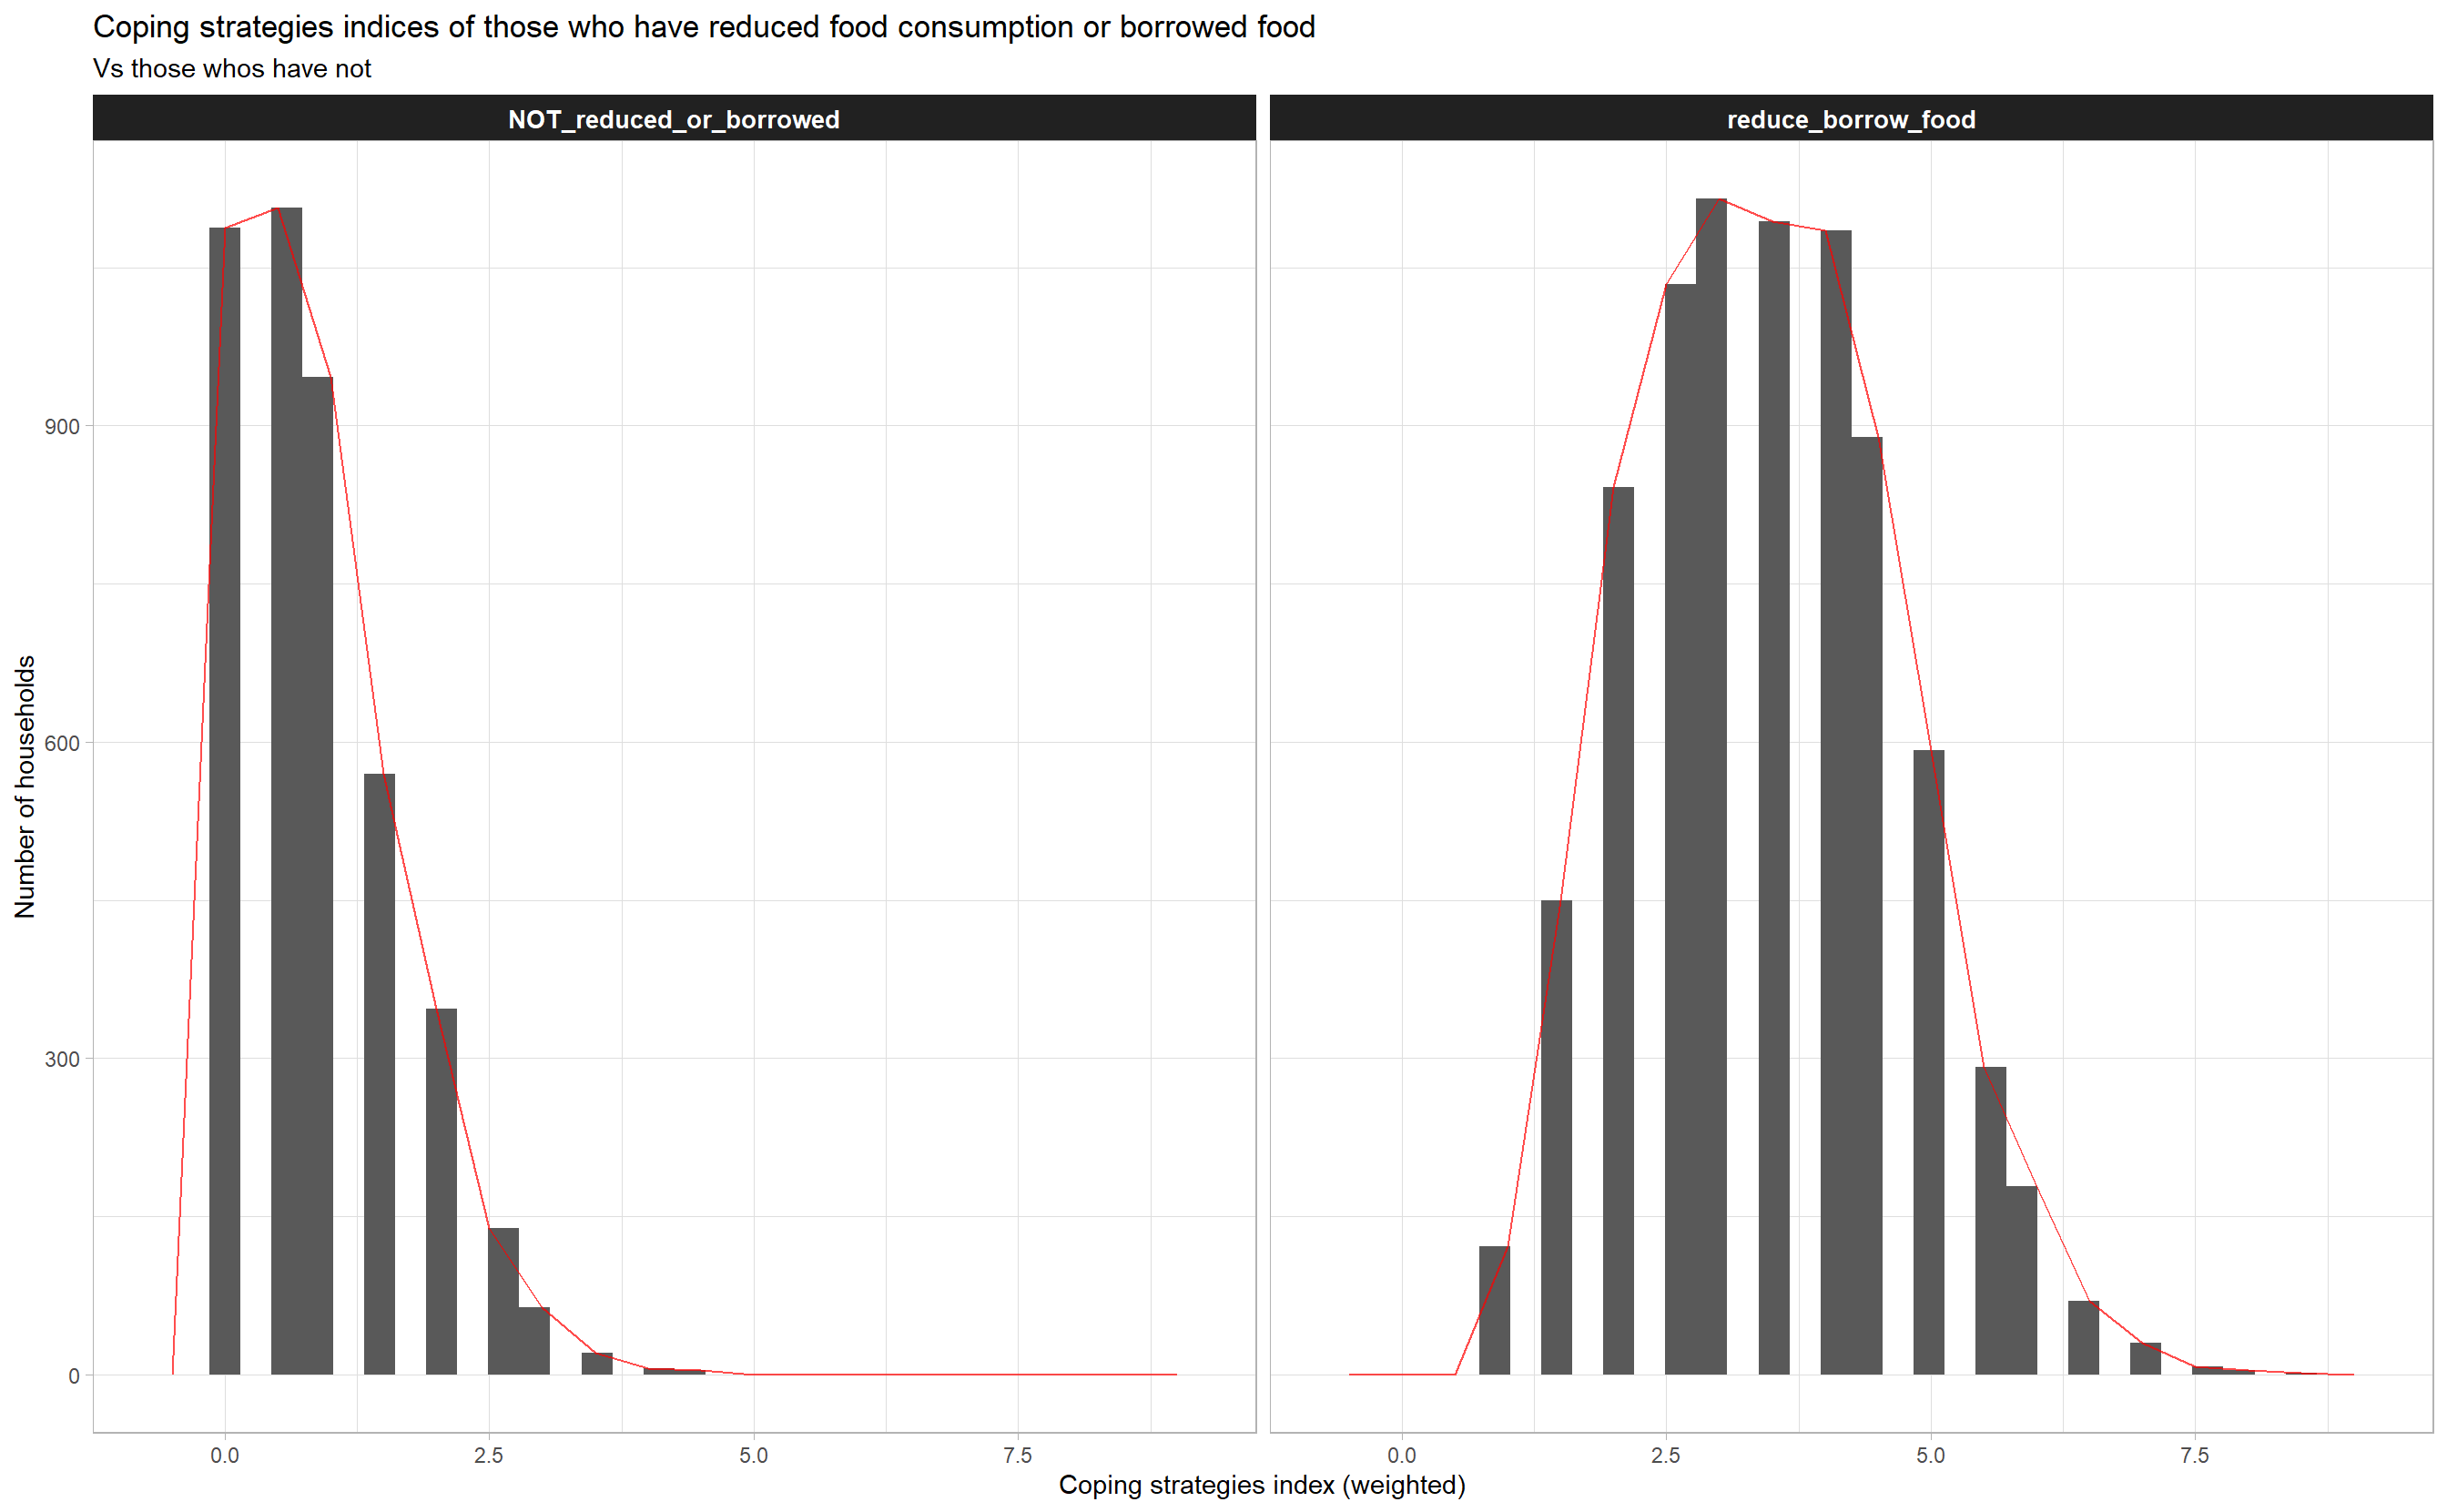 Coping strategies indices of those who have reduced food consumption or borrowed food
Vs those whos have not
NOT_reduced_or_borrowed
reduce_borrow_food
Number of households
900
600
300
0
0.0 2.5 5.0 7.5
0.0 2.5 5.0 7.5
Coping strategies index (weighted)